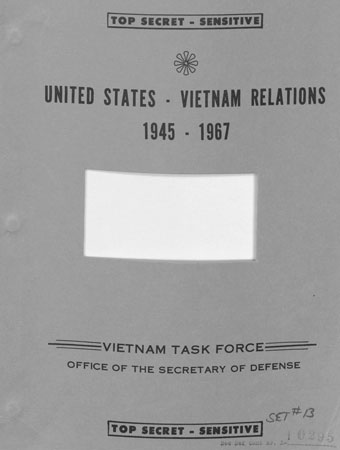 TOP SECRET - SENSITIVE
UNITED STATES - VIETNAM RELATIONS
1945 - 1967
VIETNAM TASK FORCE
OFFICE OF THE SECRETARY OF DEFENSE
SET #13
TOP SECRET - SENSITIVE
10295